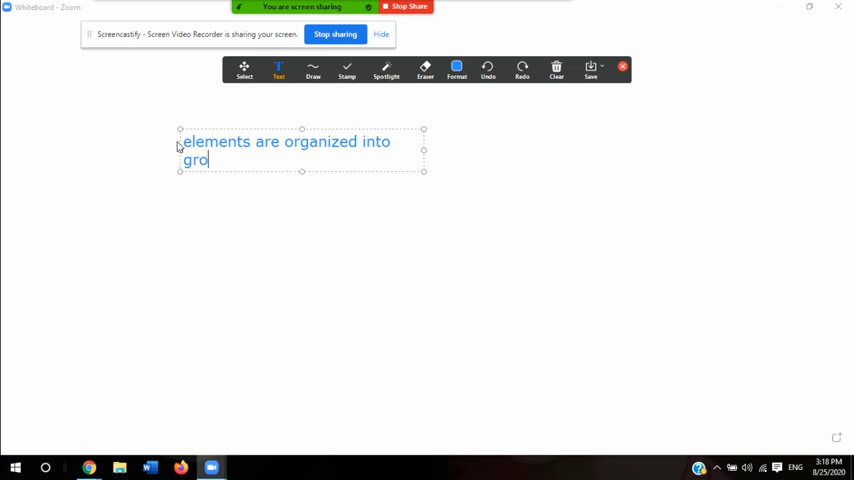 Whiteboard - Zoom
You are screen sharing
Stop Share
Screencastify - Screen Video Recorder is sharing your screen.
Stop sharing
Hide
Select
Text
Draw
Stamp
Spotlight
Eraser
Format
Undo
Redo
Clear
Save
elements are organized into
gro
W
ENG
3:18 PM
8/25/2020